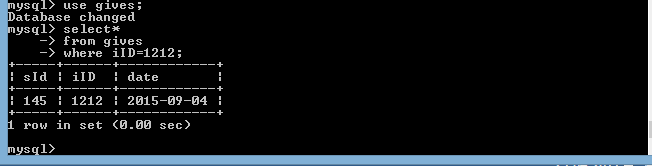 mysql> use gives;
Database changed
mysql> select*
    -> from gives
    -> where iID=1212;
+-----+------+------------+
| sId | iID | date |
+-----+------+------------+
| 145 | 1212 | 2015-09-04 |
+-----+------+------------+
1 row in set (0.00 sec)
mysql>